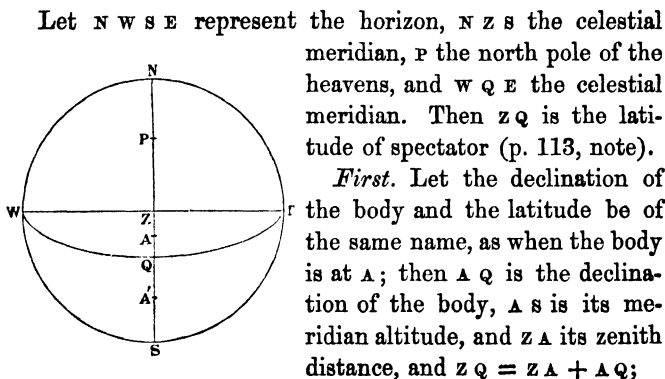 Let N W S E represent the horizon, N Z S the celestial
meridian, P the north pole of the
heavens, and W Q E the celestial
meridian. Then Z Q is the lati-
tude of spectator (p. 113, note).
First. Let the declination of
the body and the latitude be of
the same name, as when the body
is at A; then A Q is the declina-
tion of the body, A S is its me-
ridian altitude, and Z A its zenith
distance, and Z Q = Z A + A Q;
N
P
W
Z
A
Q
A'
S